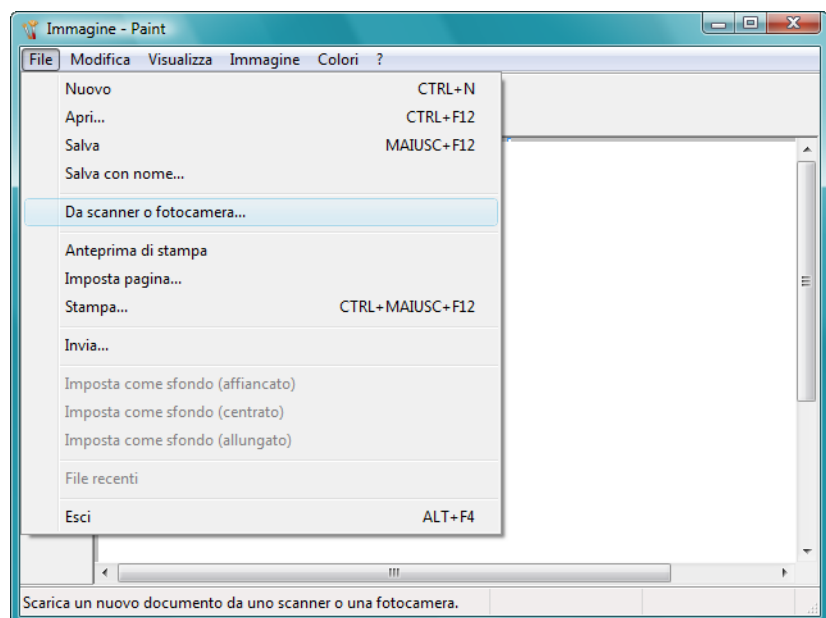 Immagine - Paint
File Modifica Visualizza Immagine Colori ?
Nuovo CTRL+N
Apri... CTRL+F12
Salva MAIUSC+F12
Salva con nome...
Da scanner o fotocamera...
Anteprima di stampa
Imposta pagina...
Stampa... CTRL+MAIUSC+F12
Invia...
Imposta come sfondo (affiancato)
Imposta come sfondo (centrato)
Imposta come sfondo (allungato)
File recenti
Esci ALT+F4
Scarica un nuovo documento da uno scanner o una fotocamera.